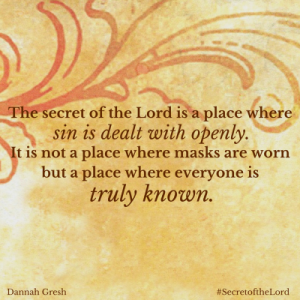 The secret of the Lord is a place where
sin is dealt with openly.
It is not a place where masks are worn
but a place where everyone is
truly known.
Dannah Gresh
#SecretoftheLord